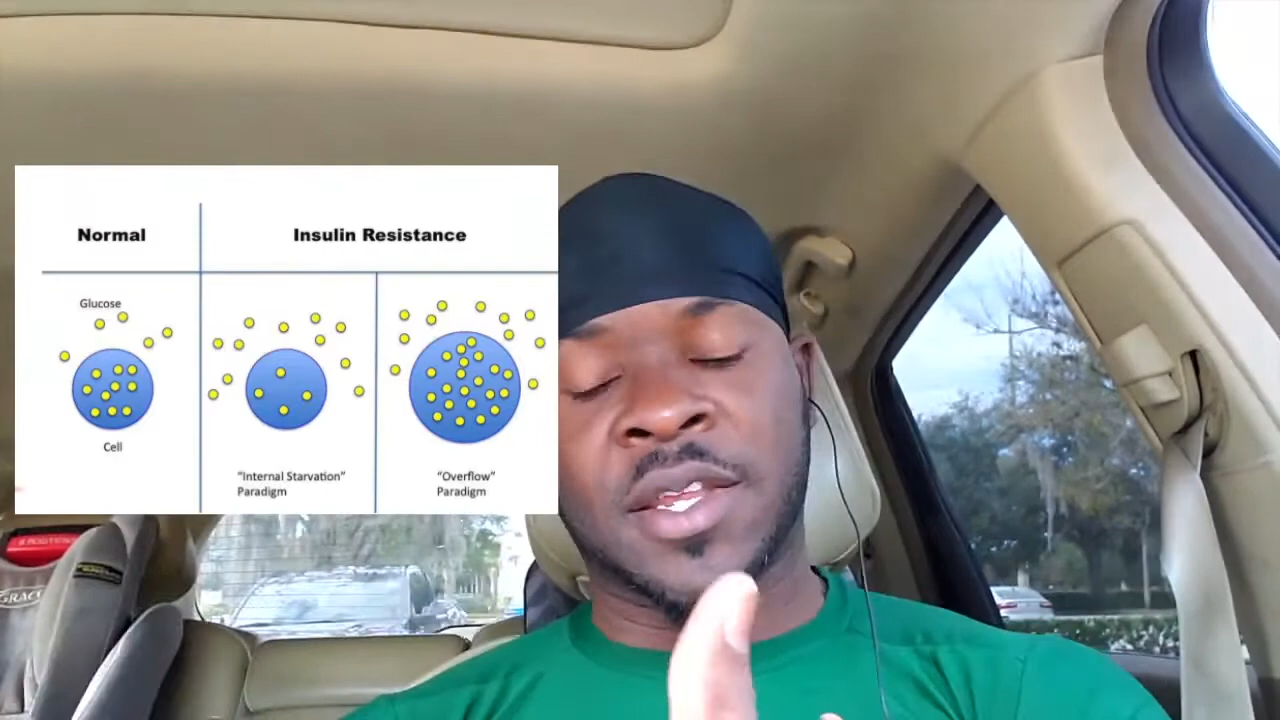 Normal
Insulin Resistance
Glucose
Cell
“Internal Starvation”
Paradigm
“Overflow”
Paradigm